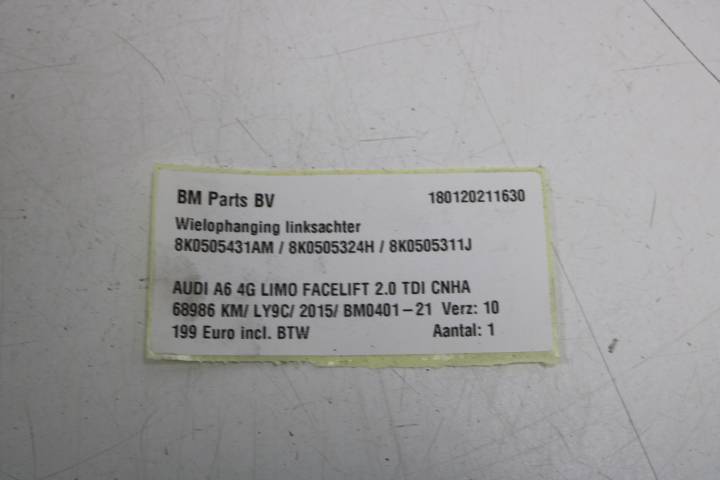 BM Parts BV 180120211630
Wielophanging linksachter
8K0505431AM / 8K0505324H / 8K0505311J
AUDI A6 4G LIMO FACELIFT 2.0 TDI CNHA
68986 KM/ LY9C/ 2015/ BM0401-21 Verz: 10
199 Euro incl. BTW Aantal: 1